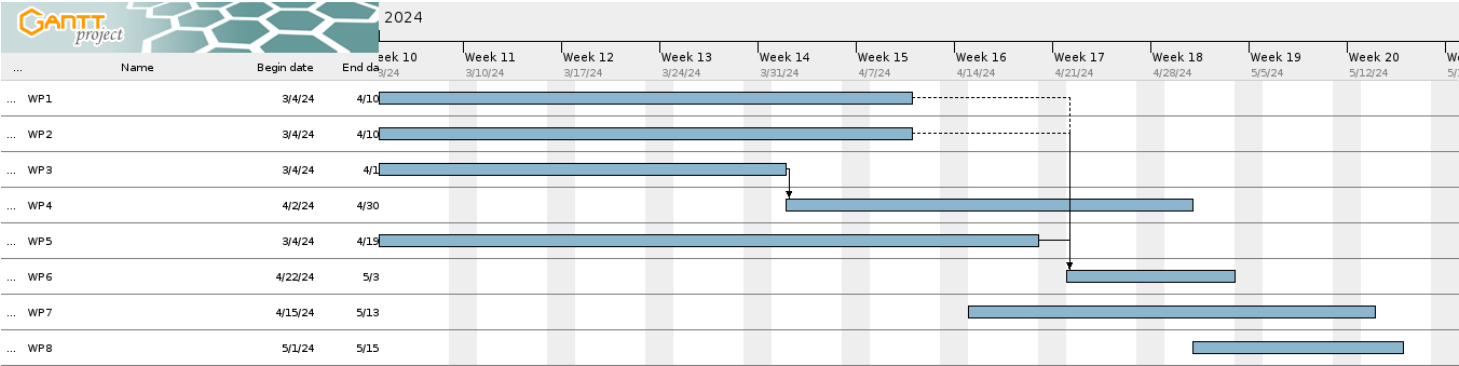 GANTT
project
2024
eek 10 Week 11 Week 12 Week 13 Week 14 Week 15 Week 16 Week 17 Week 18 Week 19 Week 20 We
... Name Begin date End da
3/24 3/10/24 3/17/24 3/24/24 3/31/24 4/7/24 4/14/24 4/21/24 4/28/24 5/5/24 5/12/24 5/
... WP1 3/4/24 4/10
... WP2 3/4/24 4/10
... WP3 3/4/24 4/1
... WP4 4/2/24 4/30
... WP5 3/4/24 4/19
... WP6 4/22/24 5/3
... WP7 4/15/24 5/13
... WP8 5/1/24 5/15